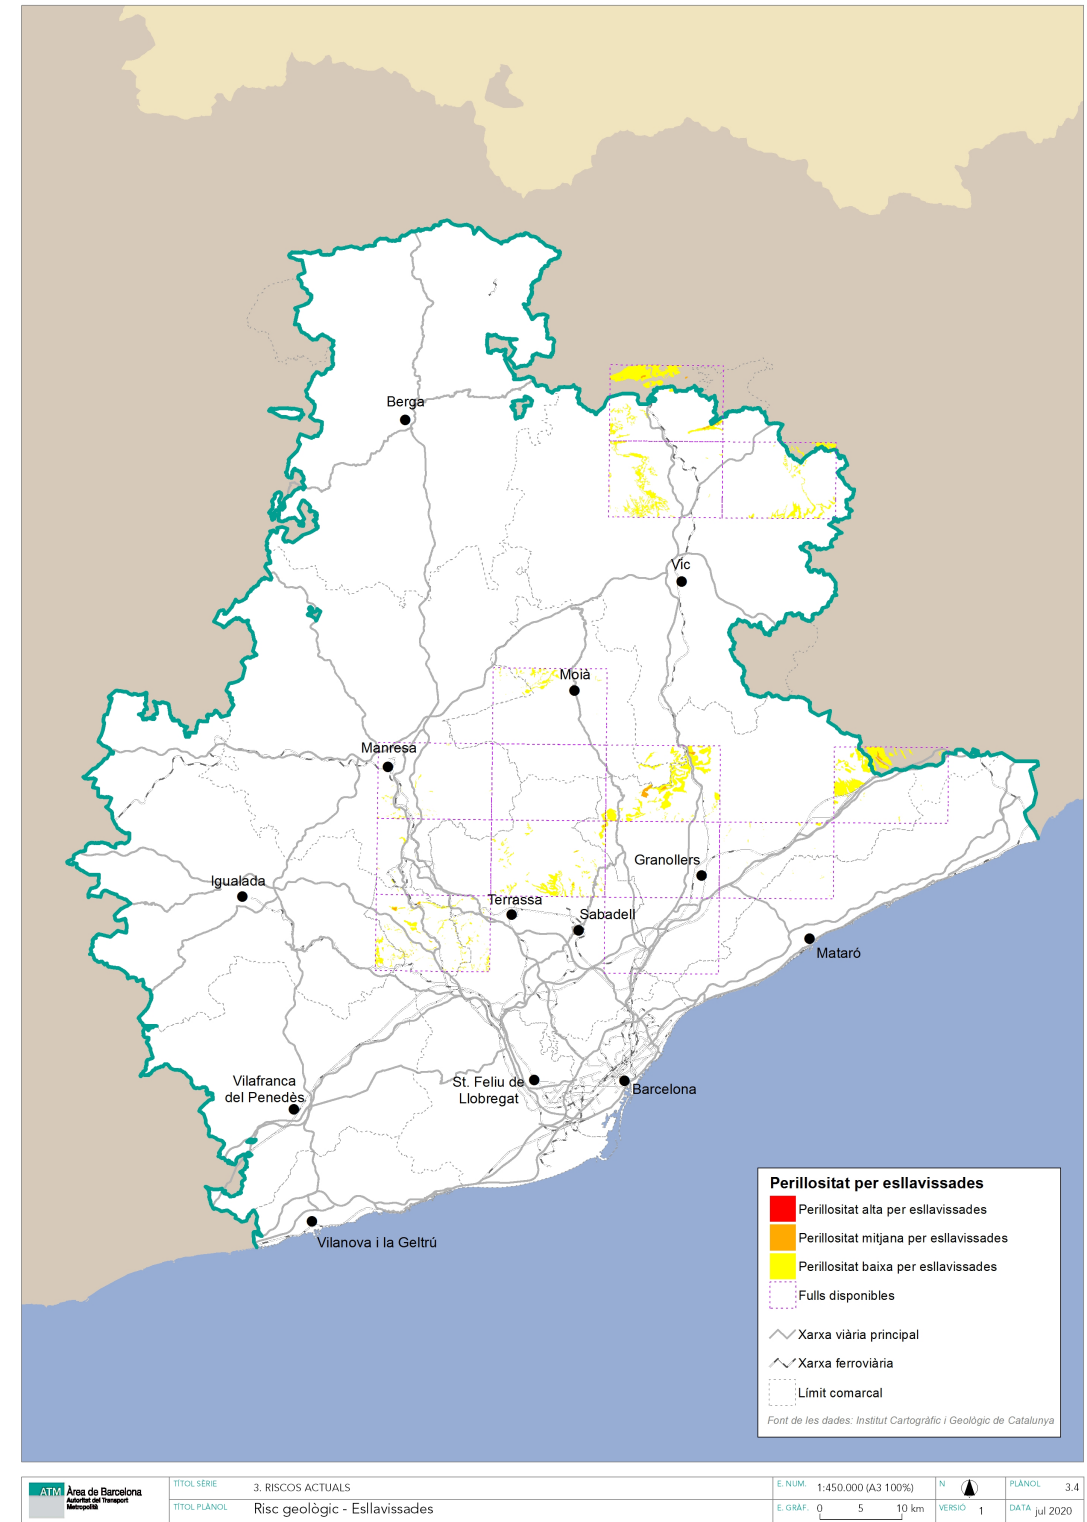 Berga
Vic
Moià
Manresa
Granollers
Igualada
Terrassa
Sabadell
Mataró
Vilafranca
del Penedès
St. Feliu de
Llobregat
Barcelona
Vilanova i la Geltrú
Perillositat per esllavissades
Perillositat alta per esllavissades
Perillositat mitjana per esllavissades
Perillositat baixa per esllavissades
Fulls disponibles
Xarxa viària principal
Xarxa ferroviària
Límit comarcal
Font de les dades: Institut Cartogràfic i Geològic de Catalunya
ATM Àrea de Barcelona
Autoritat del Transport
Metropolità
TÍTOL SÈRIE 3. RISCOS ACTUALS
TÍTOL PLÀNOL Risc geològic - Esllavissades
E. NUM. 1:450.000 (A3 100%)
E. GRÀF. 0 5 10 km
N
VERSIÓ 1
PLÀNOL 3.4
DATA jul 2020